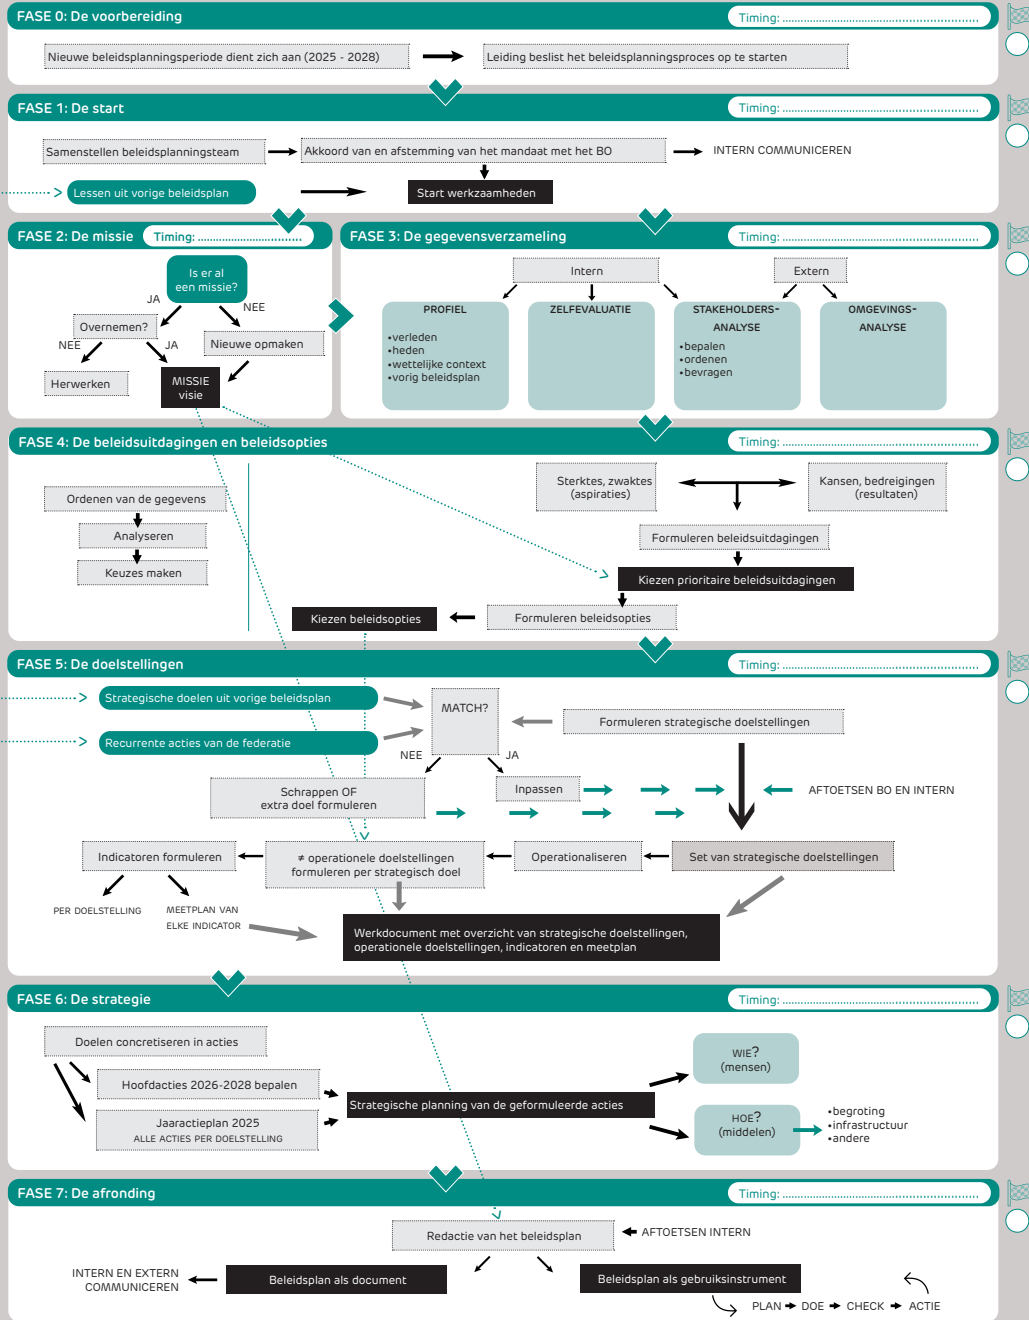 FASE 0: De voorbereiding
Timing: ........................................................
Nieuwe beleidsplanningsperiode dient zich aan (2025 - 2028)
Leiding beslist het beleidsplanningsproces op te starten
FASE 1: De start
Timing: ........................................................
Samenstellen beleidsplanningsteam
Akkoord van en afstemming van het mandaat met het BO
INTERN COMMUNICEREN
Lessen uit vorige beleidsplan
Start werkzaamheden
FASE 2: De missie
Timing: ..............................
Is er al
een missie?
JA
NEE
Overnemen?
NEE
JA
Nieuwe opmaken
Herwerken
MISSIE
visie
FASE 3: De gegevensverzameling
Timing: ........................................................
Intern
Extern
PROFIEL
•verleden
•heden
•wettelijke context
•vorig beleidsplan
ZELFEVALUATIE
STAKEHOLDERS-
ANALYSE
•bepalen
•ordenen
•bevragen
OMGEVINGS-
ANALYSE
FASE 4: De beleidsuitdagingen en beleidsopties
Timing: ........................................................
Ordenen van de gegevens
Analyseren
Keuzes maken
Sterktes, zwaktes
(aspiraties)
Kansen, bedreigingen
(resultaten)
Formuleren beleidsuitdagingen
Kiezen prioritaire beleidsuitdagingen
Formuleren beleidsopties
Kiezen beleidsopties
FASE 5: De doelstellingen
Timing: ........................................................
Strategische doelen uit vorige beleidsplan
Recurrente acties van de federatie
MATCH?
Formuleren strategische doelstellingen
NEE
JA
Schrappen OF
extra doel formuleren
Inpassen
AFTOETSEN BO EN INTERN
Indicatoren formuleren
≠ operationele doelstellingen
formuleren per strategisch doel
Operationaliseren
Set van strategische doelstellingen
PER DOELSTELLING
MEETPLAN VAN
ELKE INDICATOR
Werkdocument met overzicht van strategische doelstellingen,
operationele doelstellingen, indicatoren en meetplan
FASE 6: De strategie
Timing: ........................................................
Doelen concretiseren in acties
Hoofdacties 2026-2028 bepalen
Jaaractieplan 2025
ALLE ACTIES PER DOELSTELLING
Strategische planning van de geformuleerde acties
WIE?
(mensen)
HOE?
(middelen)
•begroting
•infrastructuur
•andere
FASE 7: De afronding
Timing: ........................................................
Redactie van het beleidsplan
AFTOETSEN INTERN
INTERN EN EXTERN
COMMUNICEREN
Beleidsplan als document
Beleidsplan als gebruiksinstrument
PLAN
DOE
CHECK
ACTIE